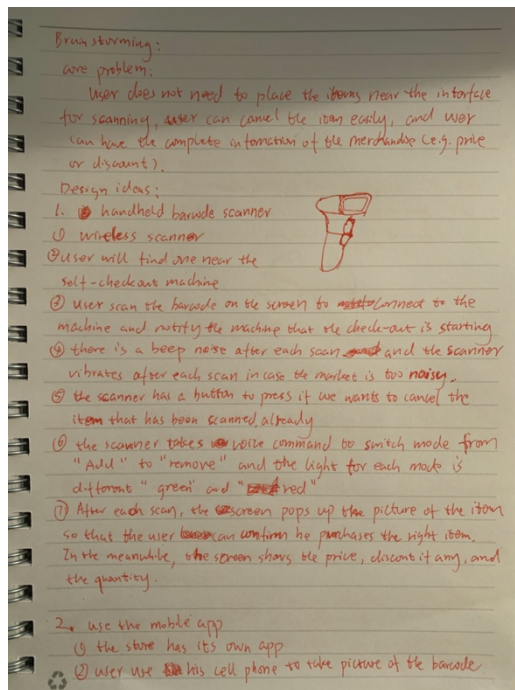 Brainstorming:
core problem:
User does not need to place the items near the interface
for scanning, user can cancel the item easily, and user
can have the complete infomation of the merchandise (e.g. price
or discount).
Design ideas:
1. handheld barcode scanner
① wireless scanner
② user will find one near the
self-checkout machine
③ user scan the barcode on the screen to connect to the
machine and notify the machine that the check-out is starting
④ there is a beep noise after each scan and the scanner
vibrates after each scan in case the market is too noisy.
⑤ the scanner has a button to press if we wants to cancel the
item that has been scanned already
⑥ the scanner takes voice command to switch mode from
"Add" to "remove" and the light for each mode is
different "green" and "red"
⑦ After each scan, the screen pops up the picture of the item
so that the user can confirm he purchases the right item.
In the meanwhile, the screen shows the price, discont if any, and
the quantity.
2. use the mobile app
① the store has its own app
② user use his cell phone to take picture of the barcode